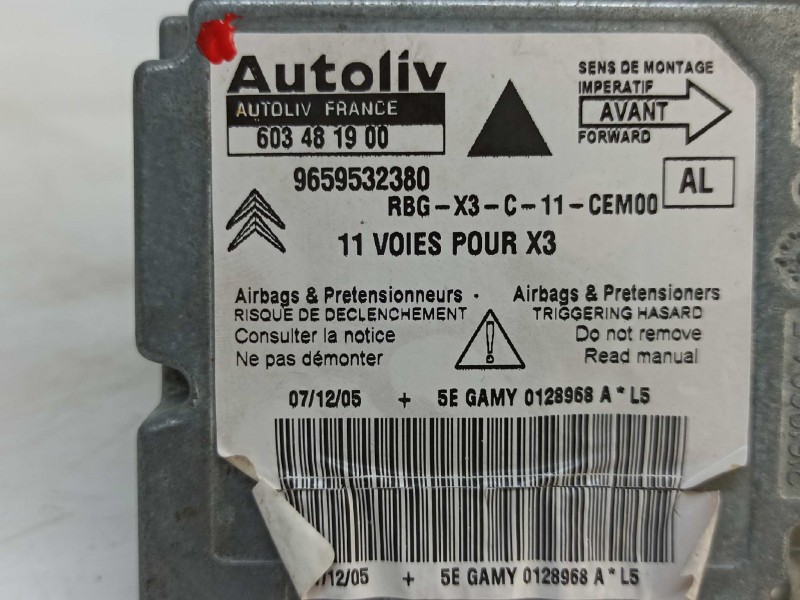 Autoliv
AUTOLIV FRANCE
603 48 19 00
SENS DE MONTAGE
IMPERATIF
AVANT
FORWARD
9659532380
AL
RBG-X3-C-11-CEM00
11 VOIES POUR X3
Airbags & Pretensionneurs .
RISQUE DE DECLENCHEMENT
Consulter la notice
Ne pas démonter
Airbags & Pretensioners
TRIGGERING HASARD
Do not remove
Read manual
!
07/12/05 + 5E GAMY 0128968 A*L5
/12/05 + 5E GAMY 0128968 A*L5